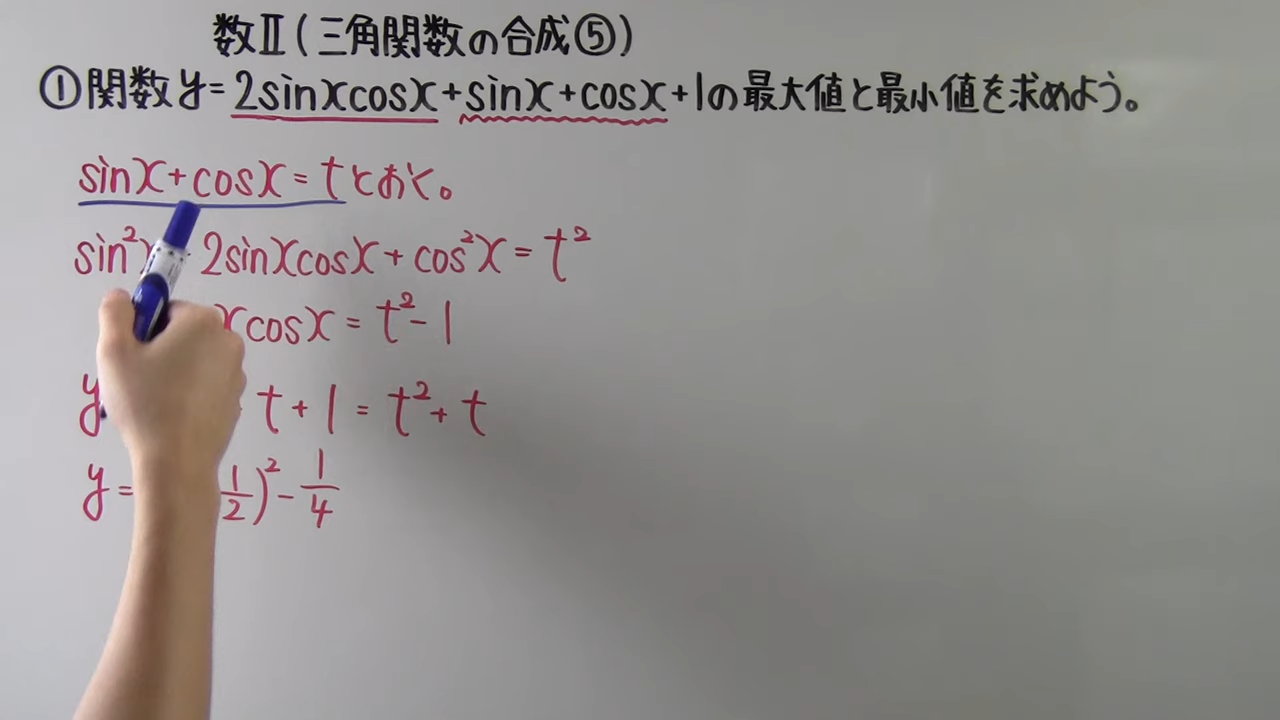 数Ⅱ(三角関数の合成⑤)
①関数y=2sinxcosx+sinx+cosx+1の最大値と最小値を求めよう。
sinx+cosx=tとおく。
sin²x 2sinxcosx+cos²x=t²
xcosx=t²-1
y t+1=t²+t
y= 1/2)²-1/4